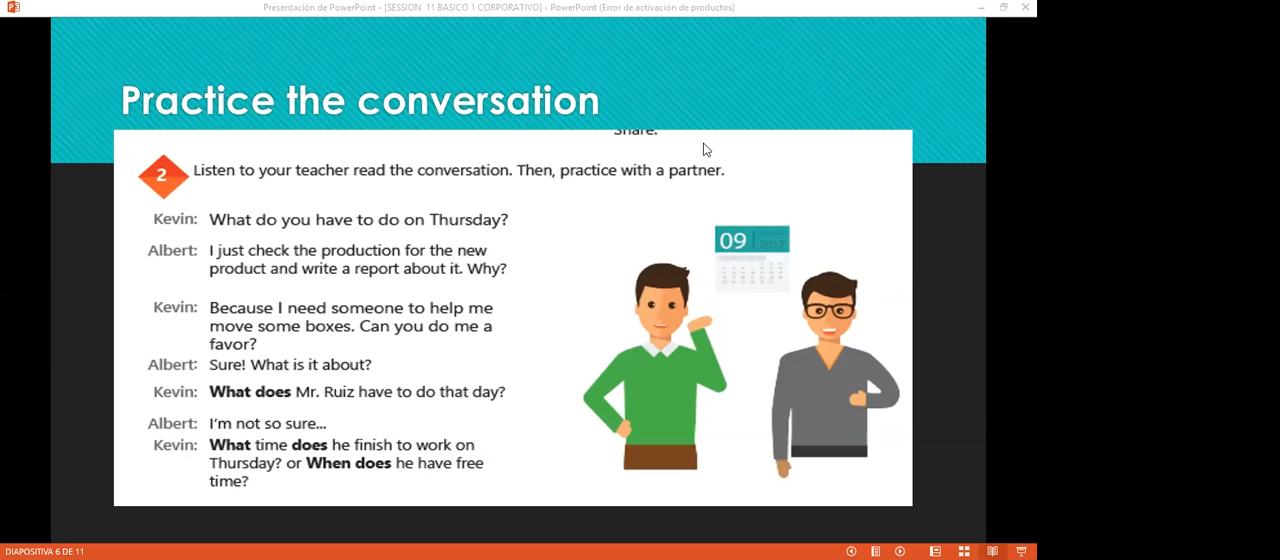 Presentación de PowerPoint - [SESSION 11 BASICO 1 CORPORATIVO] - PowerPoint (Error de activación de productos)
Practice the conversation
Share.
2 Listen to your teacher read the conversation. Then, practice with a partner.
Kevin: What do you have to do on Thursday?
Albert: I just check the production for the new
product and write a report about it. Why?
Kevin: Because I need someone to help me
move some boxes. Can you do me a
favor?
Albert: Sure! What is it about?
Kevin: What does Mr. Ruiz have to do that day?
Albert: I'm not so sure...
Kevin: What time does he finish to work on
Thursday? or When does he have free
time?
09
DIAPOSITIVA 6 DE 11